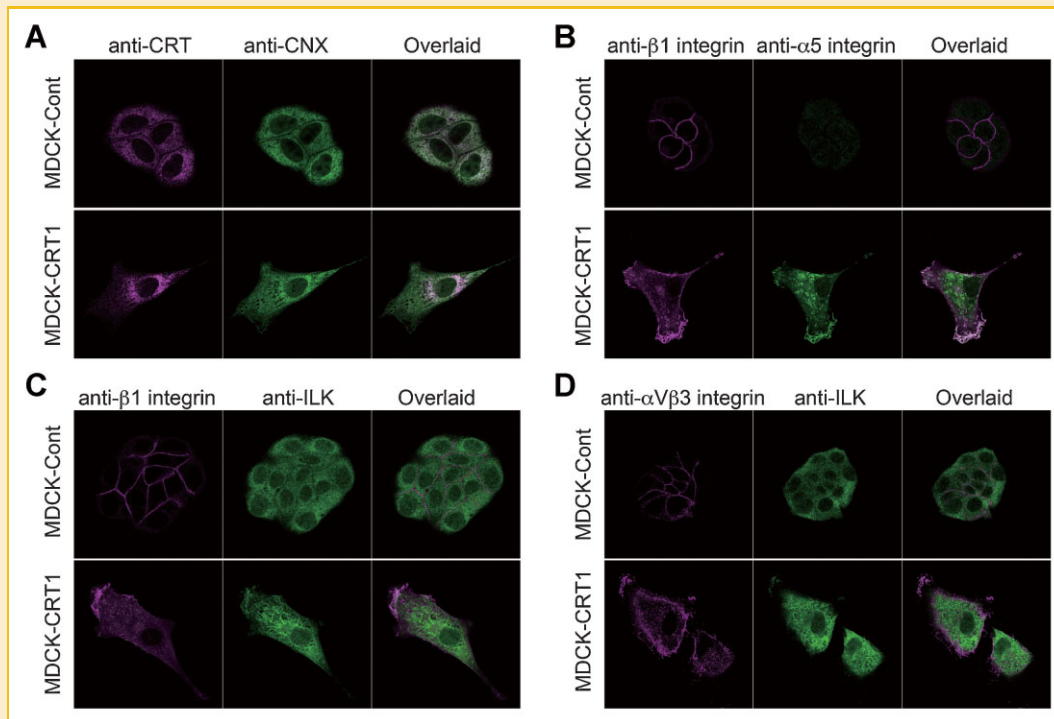 A
anti-CRT anti-CNX Overlaid
MDCK-Cont
MDCK-CRT1
B
anti-β1 integrin anti-α5 integrin Overlaid
MDCK-Cont
MDCK-CRT1
C
anti-β1 integrin anti-ILK Overlaid
MDCK-Cont
MDCK-CRT1
D
anti-αVβ3 integrin anti-ILK Overlaid
MDCK-Cont
MDCK-CRT1